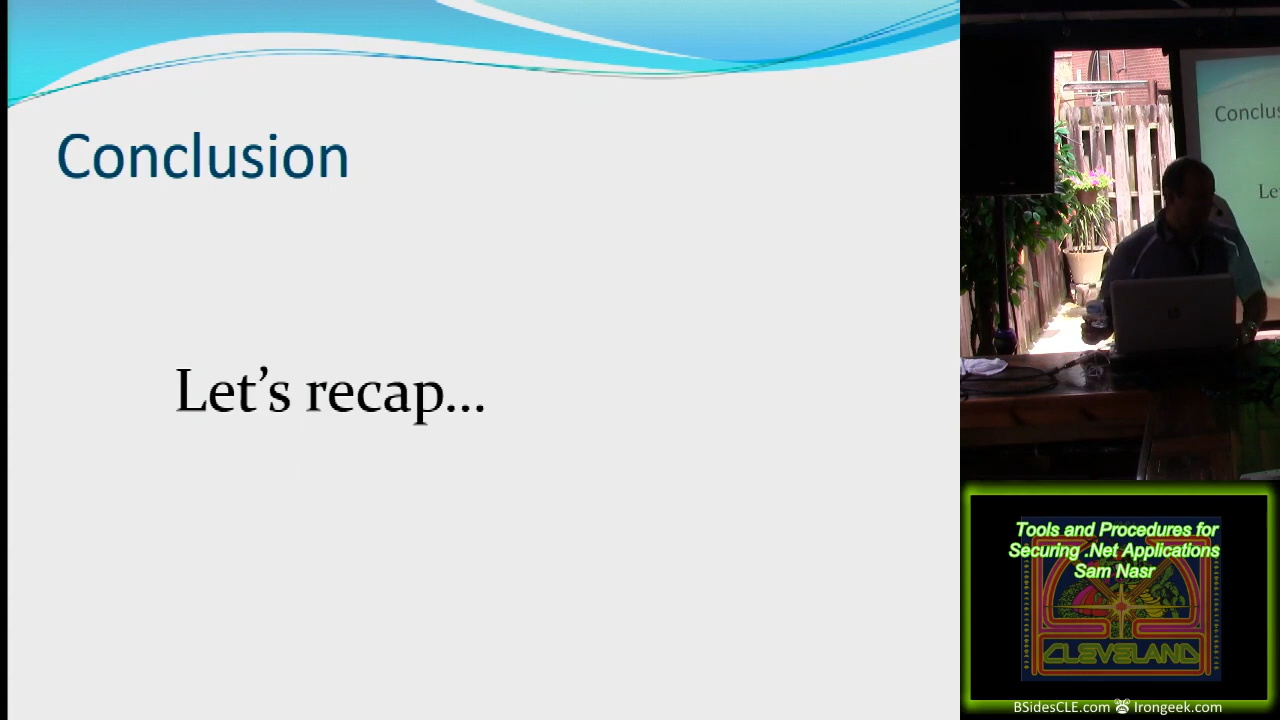 Conclusion
Let's recap...
Conclus
Le
Tools and Procedures for
Securing .Net Applications
Sam Nasr
CLEVELAND
BSidesCLE.com Irongeek.com